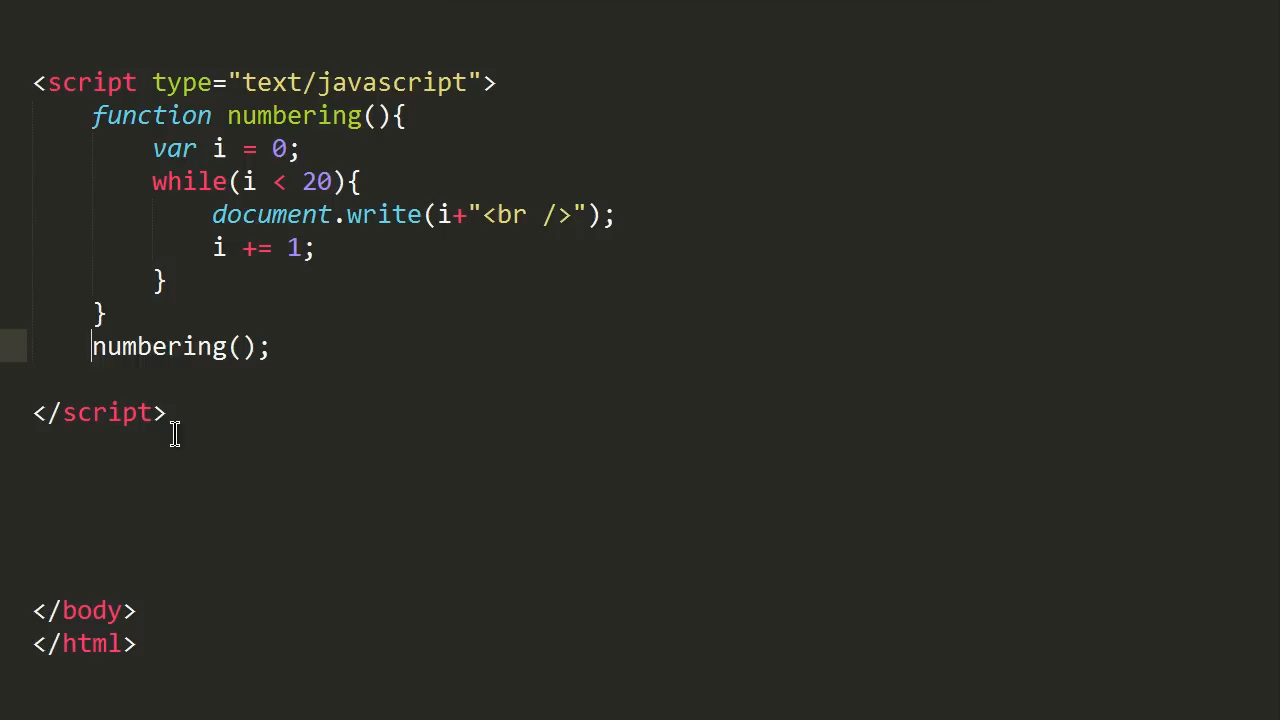 <script type="text/javascript">
function numbering(){
var i = 0;
while(i < 20){
document.write(i+"<br />");
i += 1;
}
}
numbering();
</script>
</body>
</html>